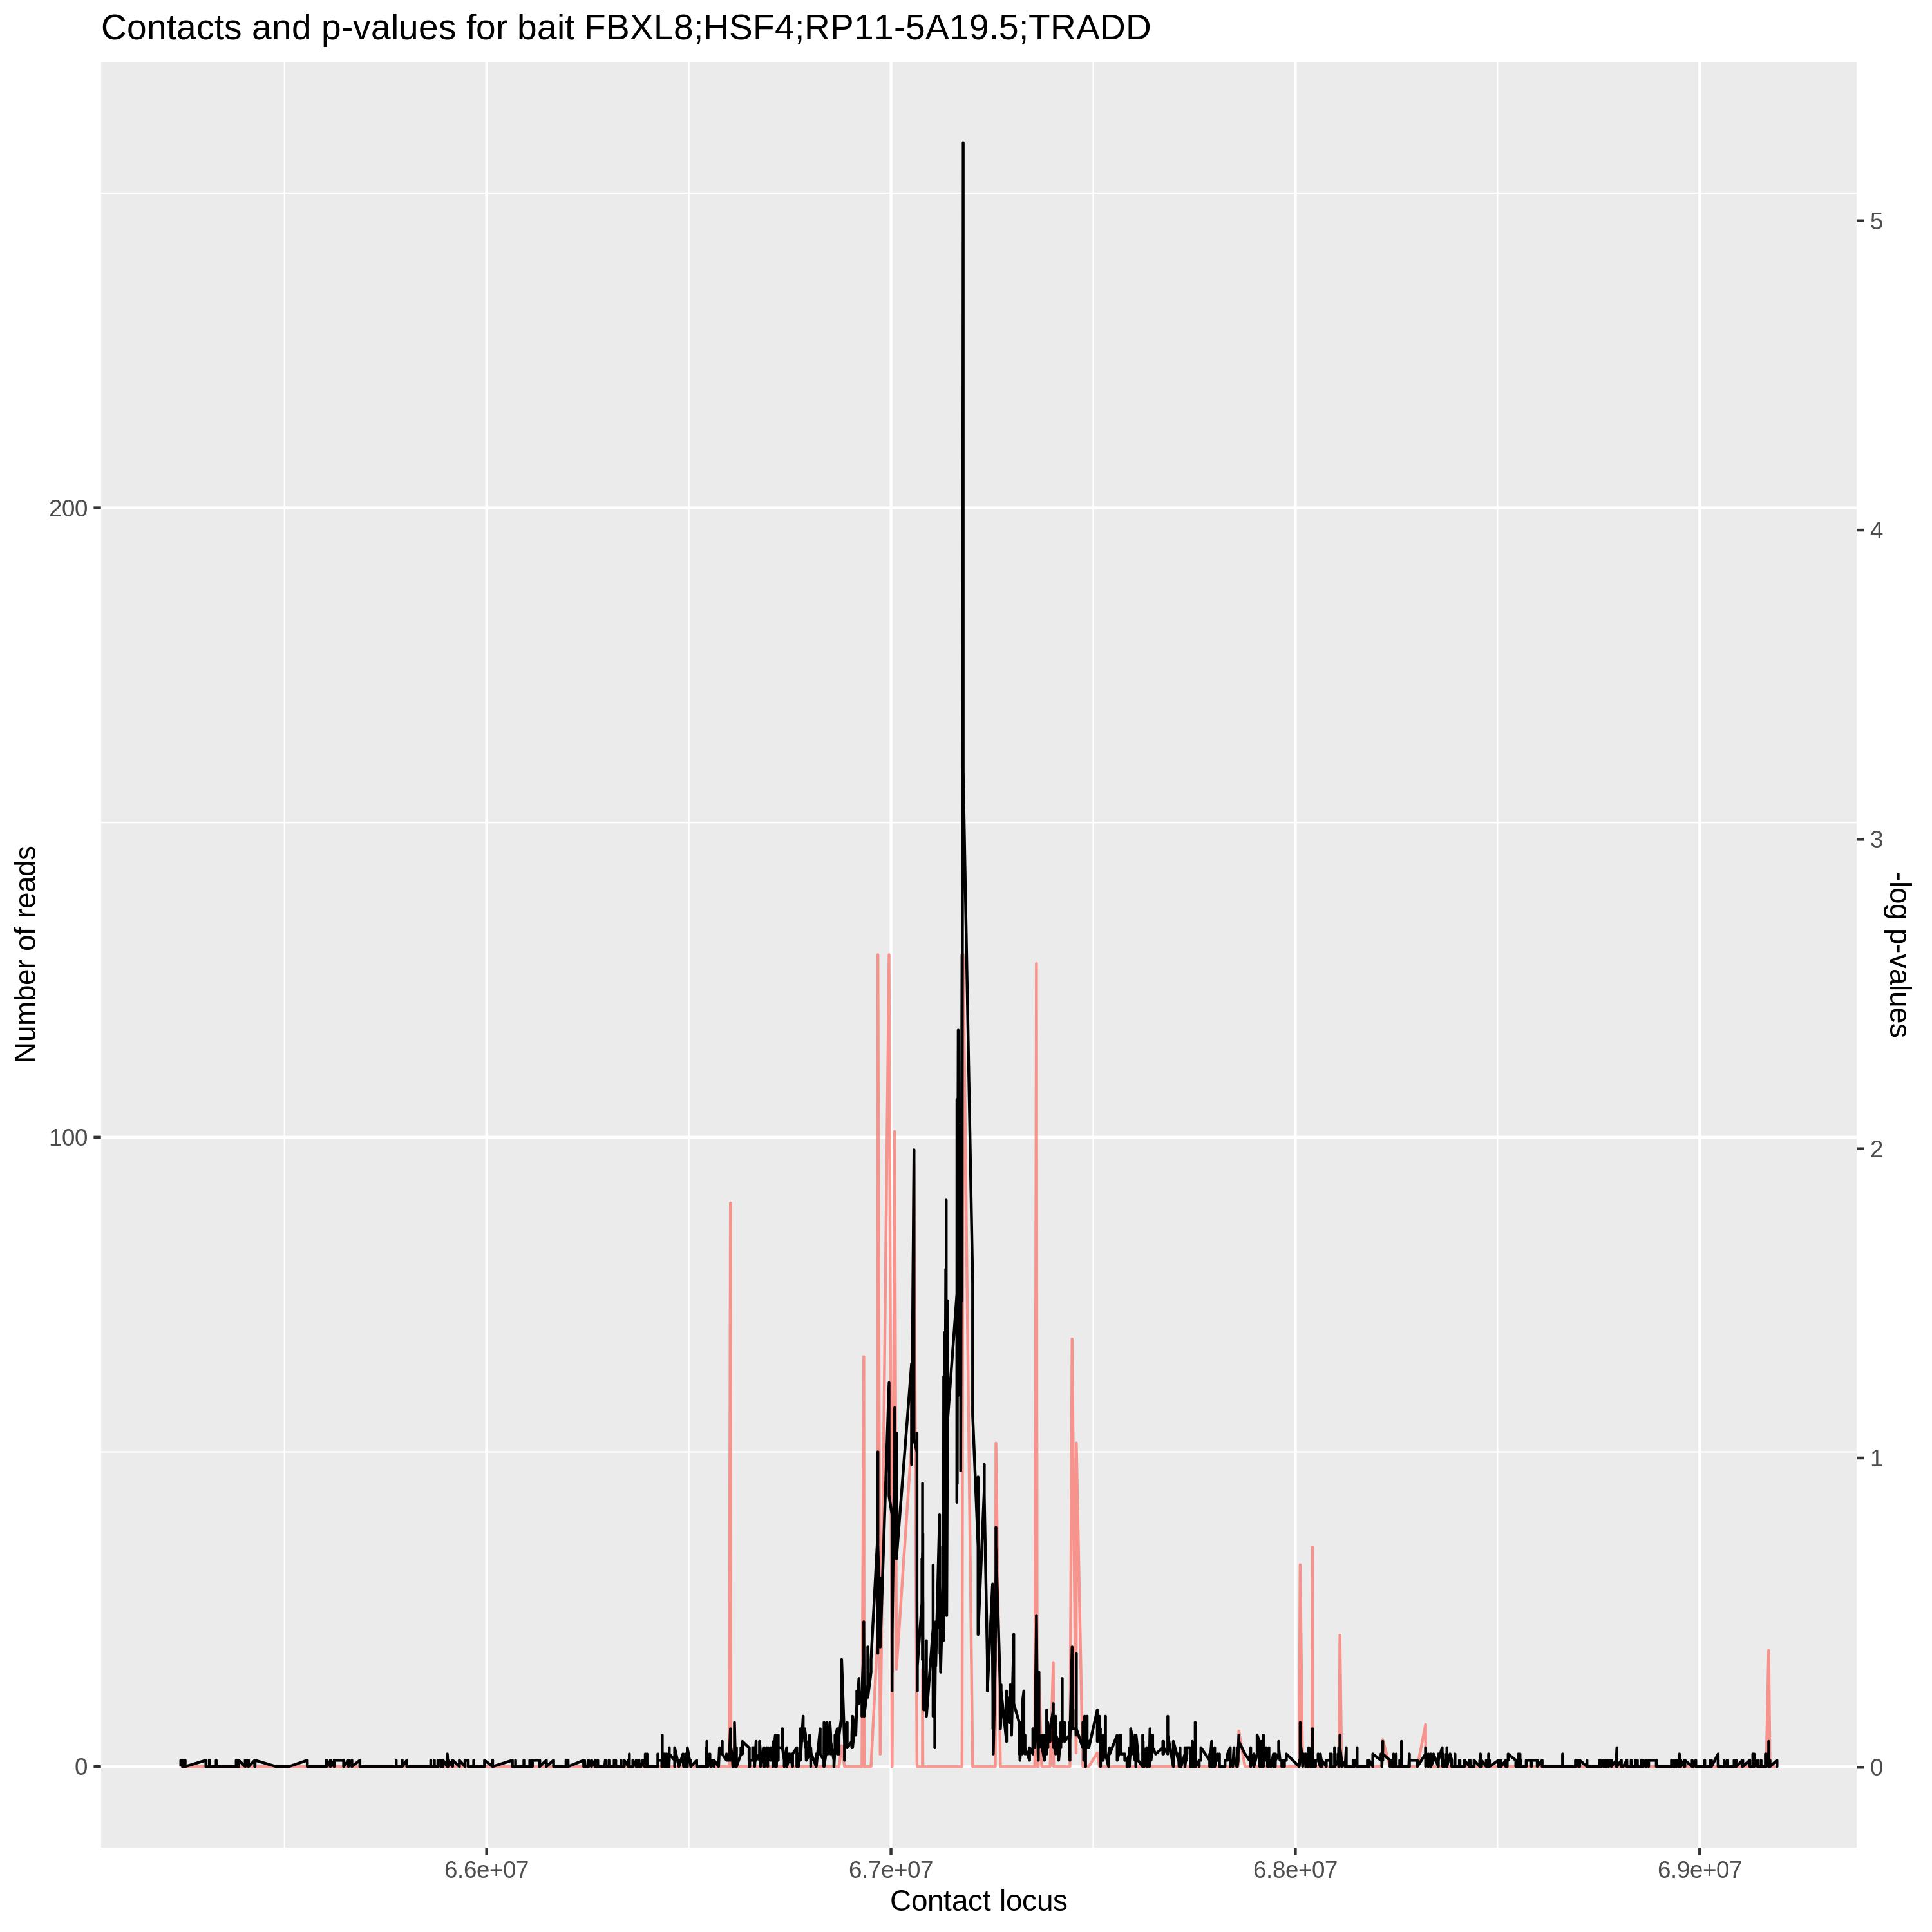 Contacts and p-values for bait FBXL8;HSF4;RP11-5A19.5;TRADD
Number of reads
200
100
0
5
4
3
2
1
0
-log p-values
6.6e+07
6.7e+07
6.8e+07
6.9e+07
Contact locus